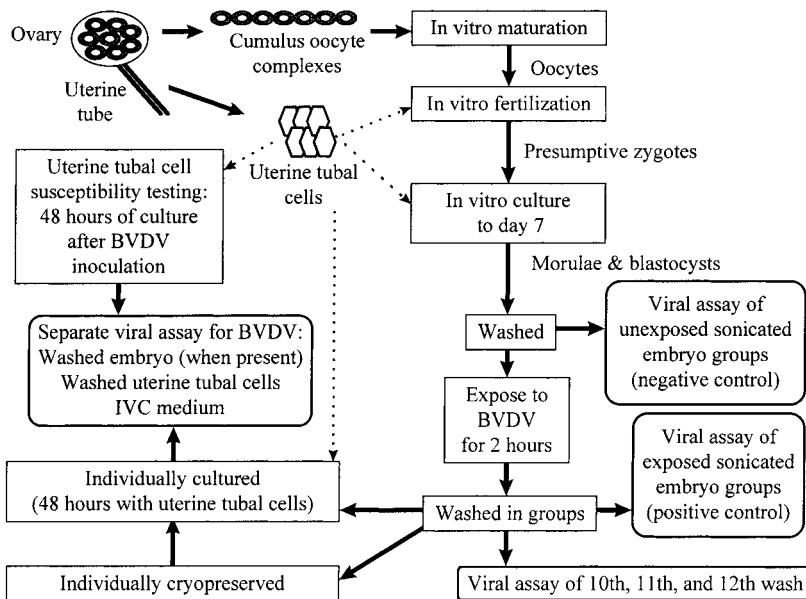 Ovary
Cumulus oocyte
complexes
In vitro maturation
Oocytes
Uterine
tube
In vitro fertilization
Uterine tubal
cells
Presumptive zygotes
Uterine tubal cell
susceptibility testing:
48 hours of culture
after BVDV
inoculation
In vitro culture
to day 7
Morulae & blastocysts
Separate viral assay for BVDV:
Washed embryo (when present)
Washed uterine tubal cells
IVC medium
Washed
Viral assay of
unexposed sonicated
embryo groups
(negative control)
Expose to
BVDV
for 2 hours
Viral assay of
exposed sonicated
embryo groups
(positive control)
Individually cultured
(48 hours with uterine tubal cells)
Washed in groups
Individually cryopreserved
Viral assay of 10th, 11th, and 12th wash